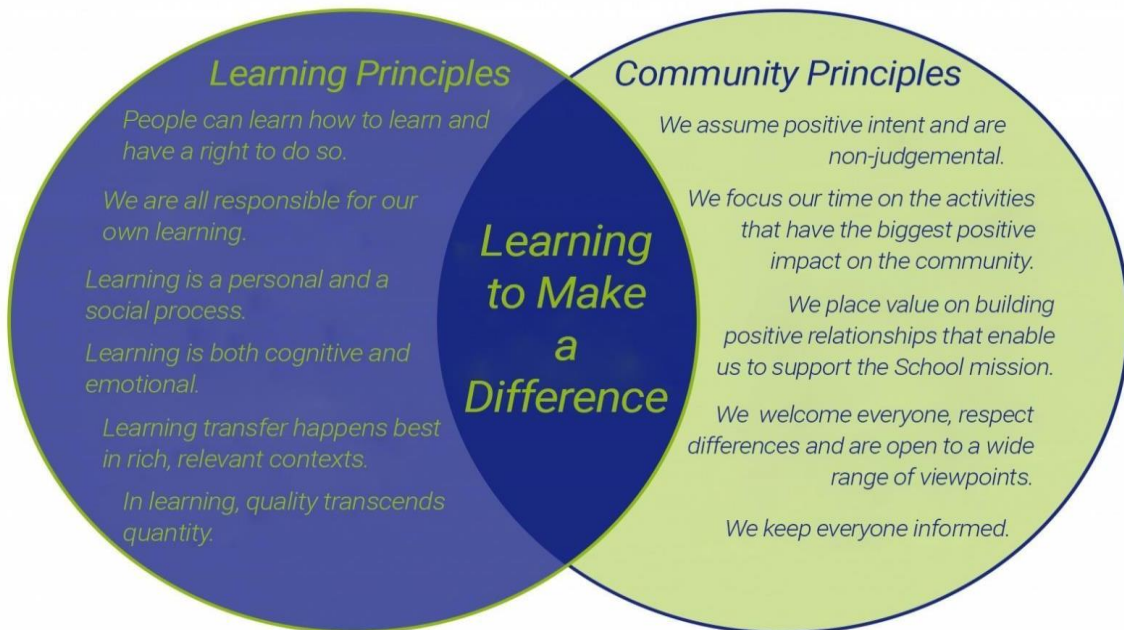 Learning Principles
People can learn how to learn and
have a right to do so.
We are all responsible for our
own learning.
Learning is a personal and a
social process.
Learning is both cognitive and
emotional.
Learning transfer happens best
in rich, relevant contexts.
In learning, quality transcends
quantity.
Learning
to Make
a
Difference
Community Principles
We assume positive intent and are
non-judgemental.
We focus our time on the activities
that have the biggest positive
impact on the community.
We place value on building
positive relationships that enable
us to support the School mission.
We welcome everyone, respect
differences and are open to a wide
range of viewpoints.
We keep everyone informed.